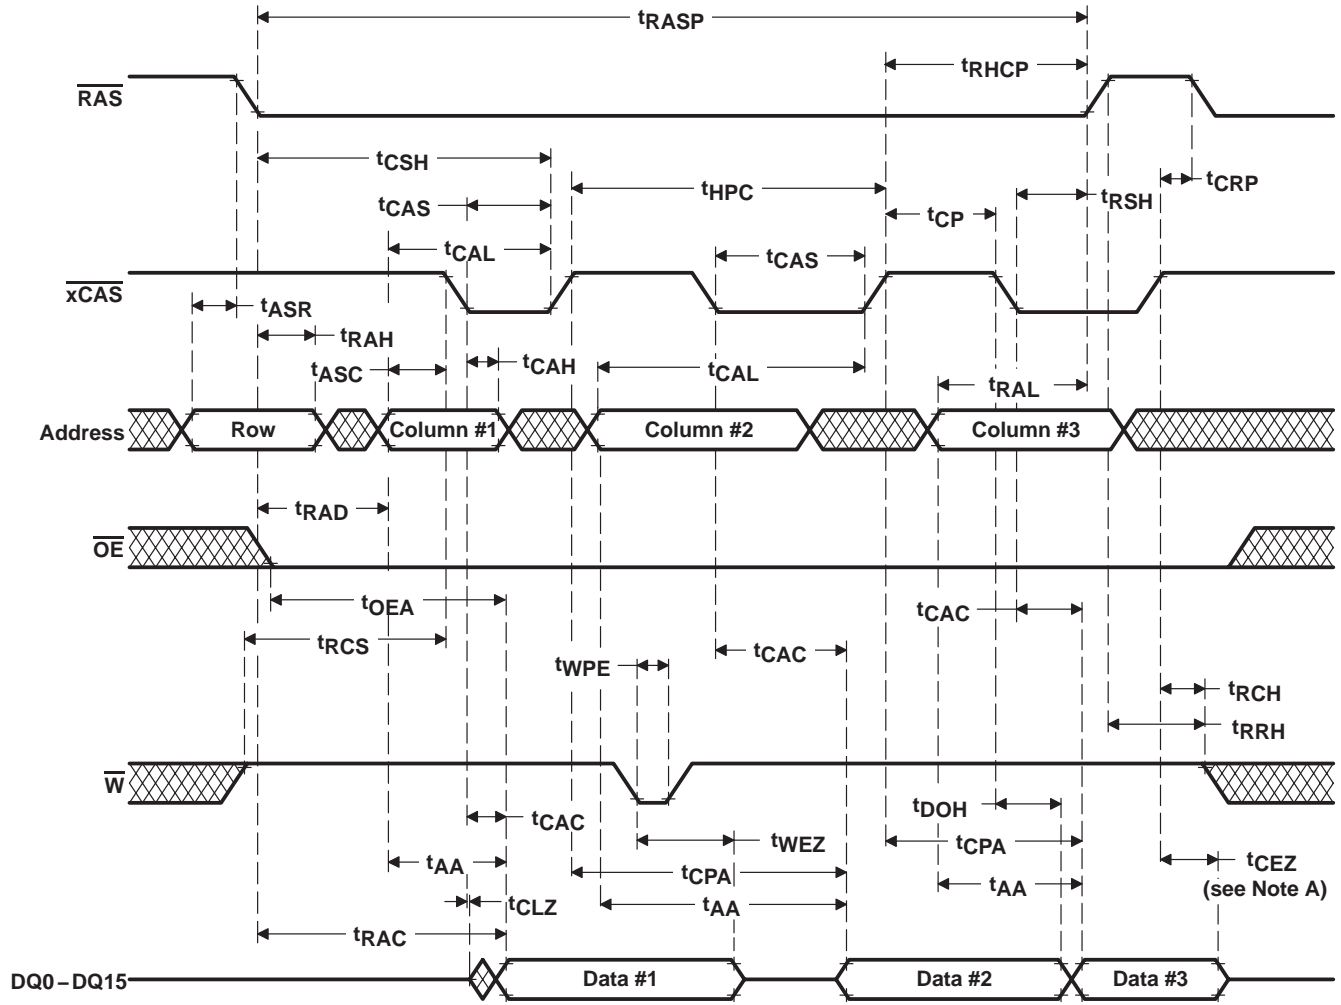 tRASP
tRHCP
RAS
tCSH
tHPC
tCRP
tCAS
tCP
tRSH
tCAL
tCAS
xCAS
tASR
tRAH
tASC
tCAH
tCAL
tRAL
Address
Row
Column #1
Column #2
Column #3
tRAD
OE
tOEA
tCAC
tRCS
tWPE
tCAC
tRCH
tRRH
W
tCAC
tDOH
tWEZ
tCPA
tAA
tCPA
tCEZ
(see Note A)
tCLZ
tAA
tAA
tRAC
DQ0–DQ15
Data #1
Data #2
Data #3